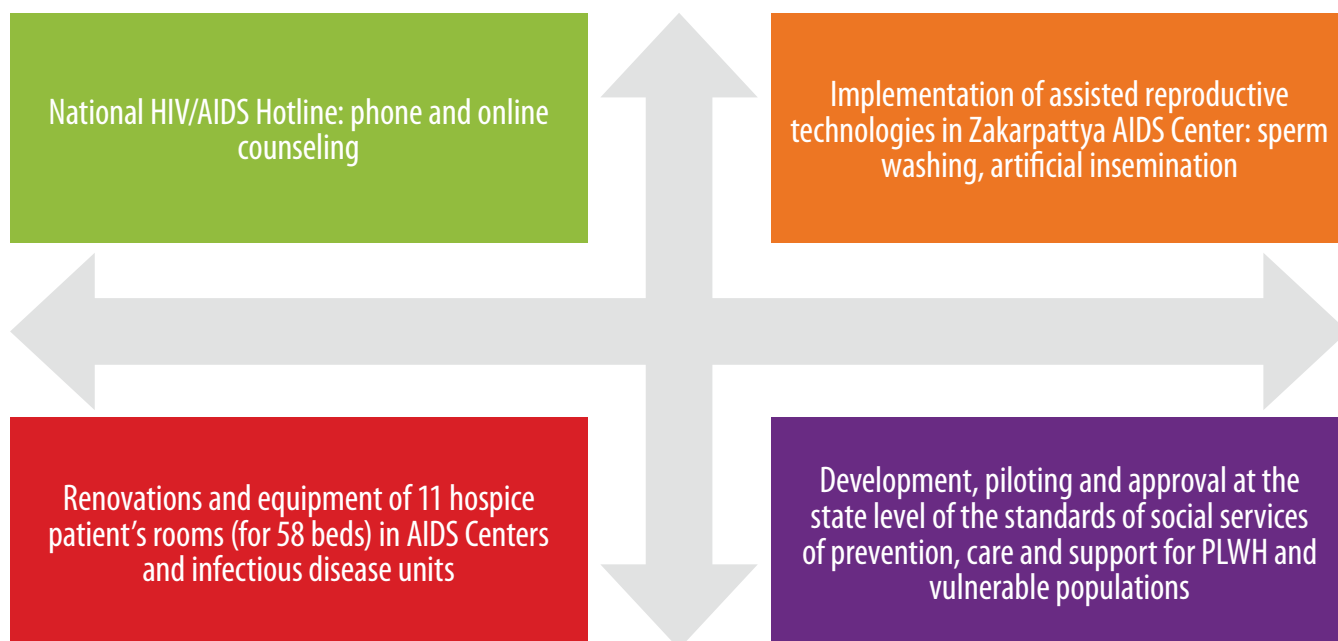 National HIV/AIDS Hotline: phone and online
counseling
Implementation of assisted reproductive
technologies in Zakarpattya AIDS Center: sperm
washing, artificial insemination
Renovations and equipment of 11 hospice
patient’s rooms (for 58 beds) in AIDS Centers
and infectious disease units
Development, piloting and approval at the
state level of the standards of social services
of prevention, care and support for PLWH and
vulnerable populations